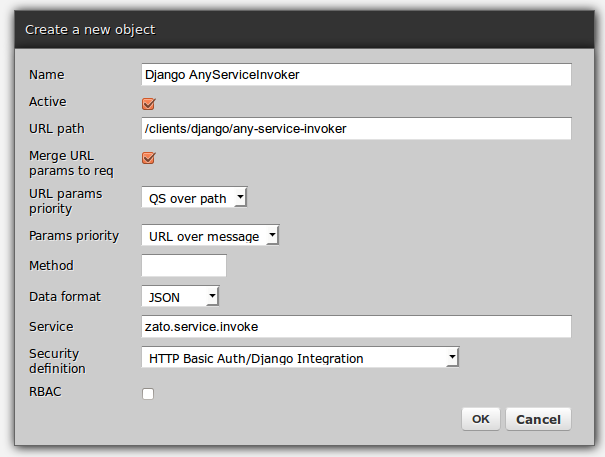 Create a new object
Name Django AnyServiceInvoker
Active
URL path /clients/django/any-service-invoker
Merge URL
params to req
URL params
priority QS over path
Params priority URL over message
Method
Data format JSON
Service zato.service.invoke
Security
definition HTTP Basic Auth/Django Integration
RBAC
OK Cancel